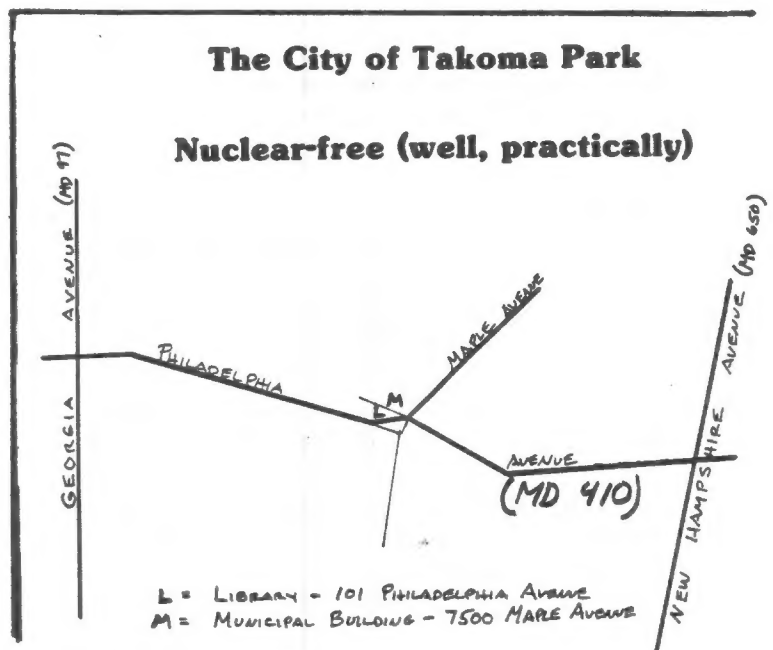 The City of Takoma Park
Nuclear-free (well, practically)
GEORGIA AVENUE (MD 97)
PHILADELPHIA
MAPLE AVENUE
L
M
AVENUE
(MD 410)
NEW HAMPSHIRE AVENUE (MD 650)
L = LIBRARY - 101 PHILADELPHIA AVENUE
M = MUNICIPAL BUILDING - 7500 MAPLE AVENUE